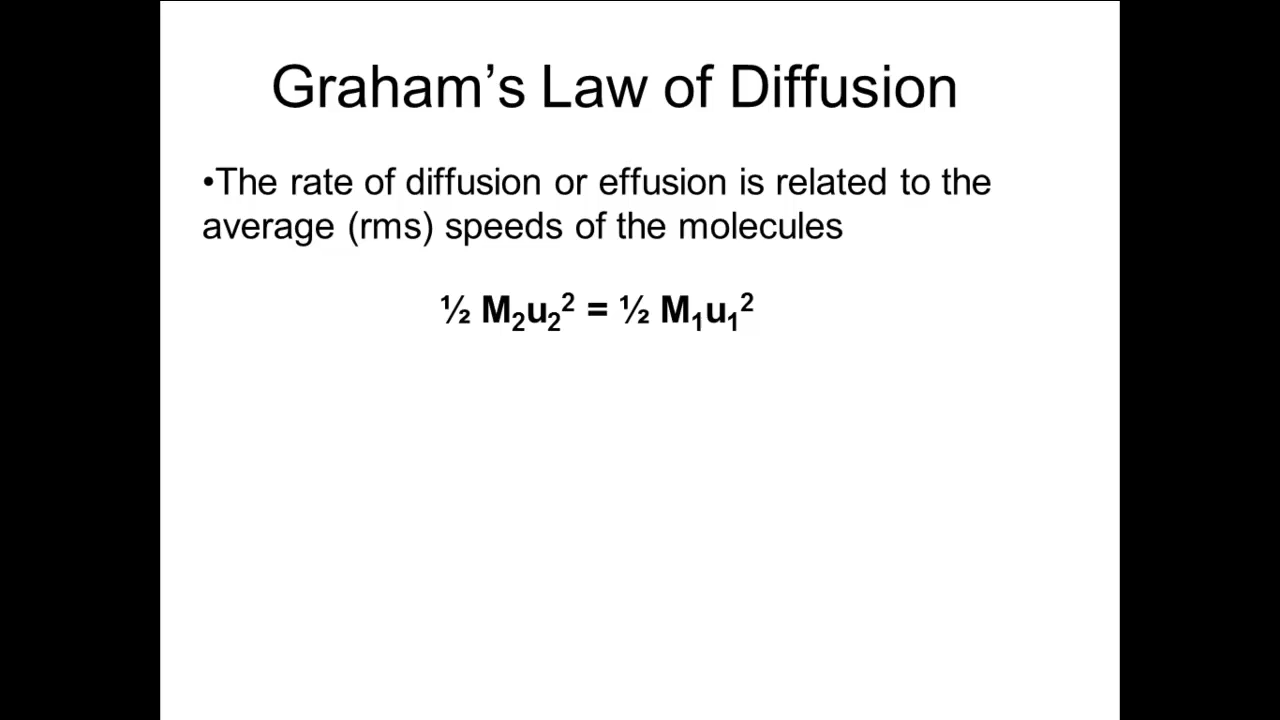 Graham’s Law of Diffusion
•The rate of diffusion or effusion is related to the
average (rms) speeds of the molecules
½ M₂u₂² = ½ M₁u₁²